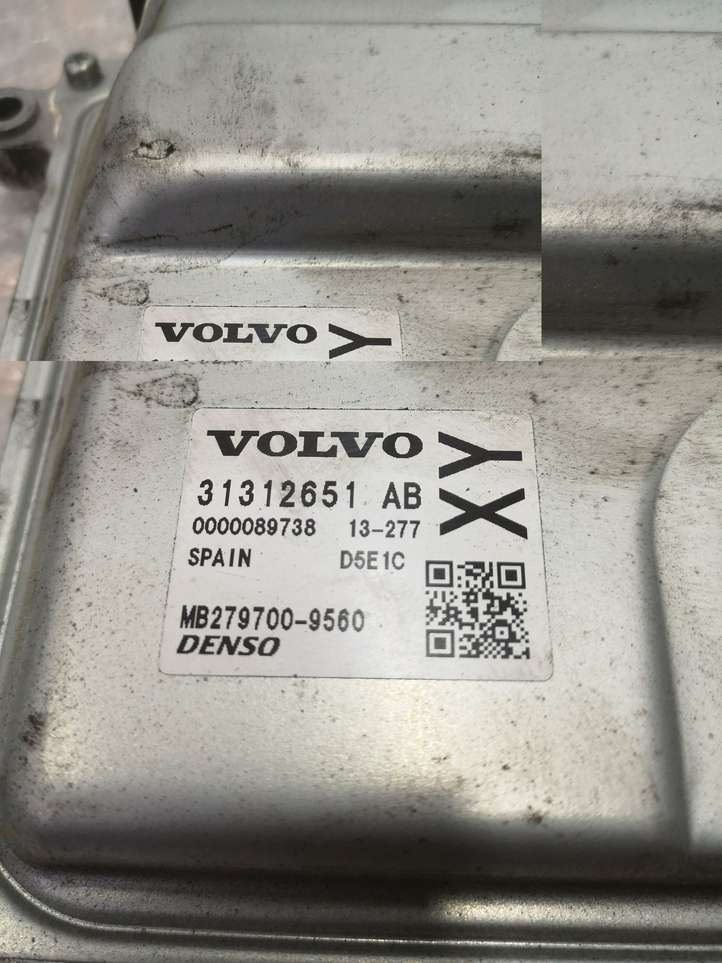 VOLVO Y
VOLVO XY
31312651 AB
0000089738 13-277
SPAIN D5E1C
MB279700-9560
DENSO